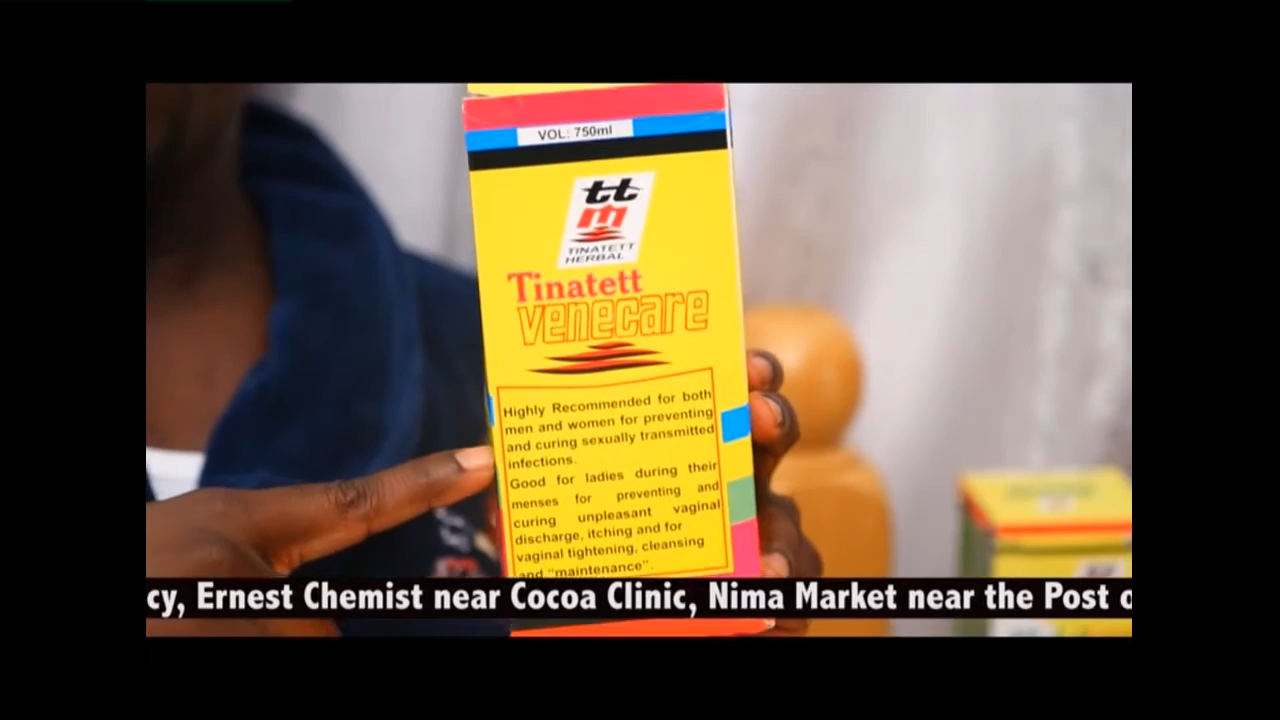 VOL: 750ml
tt
m
TINATETT
HERBAL
Tinatett
venecare
Highly Recommended for both
men and women for preventing
and curing sexually transmitted
infections.
Good for ladies during their
menses for preventing and
curing unpleasant vaginal
discharge, itching and for
vaginal tightening, cleansing
and "maintenance".
cy, Ernest Chemist near Cocoa Clinic, Nima Market near the Post o